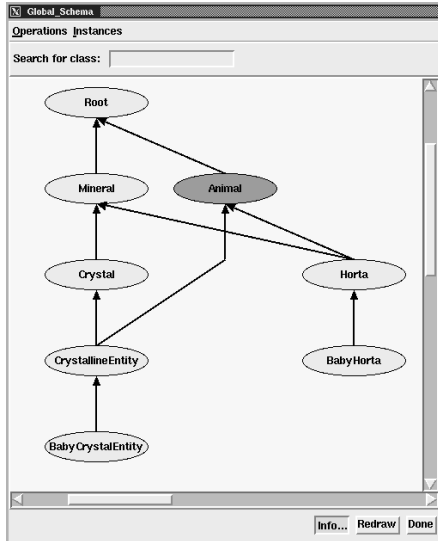 Global_Schema
Operations Instances
Search for class:
Root
Mineral Animal
Crystal Horta
CrystallineEntity BabyHorta
BabyCrystalEntity
Info... Redraw Done